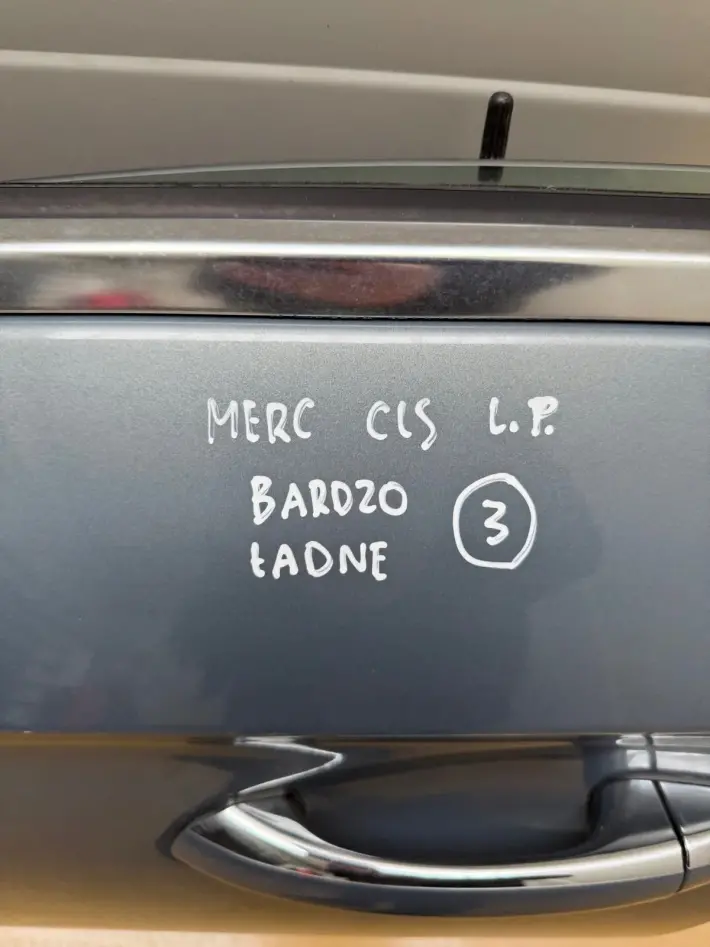 MERC CLS L.P.
BARDZO
ŁADNE
3